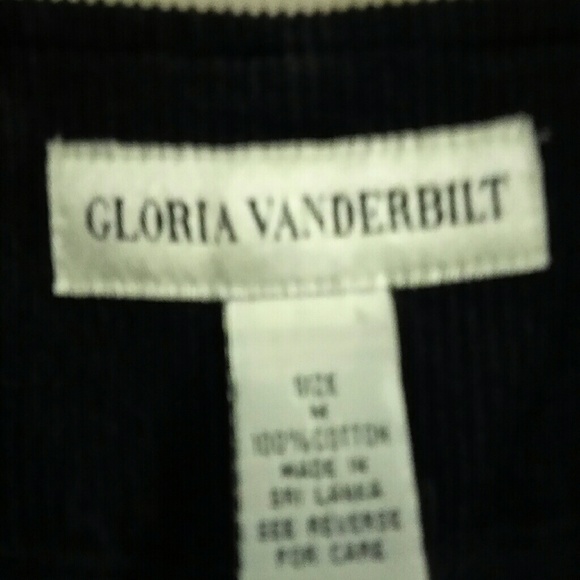 GLORIA VANDERBILT
SIZE
M
100% COTTON
MADE IN
SRI LANKA
SEE REVERSE
FOR CARE